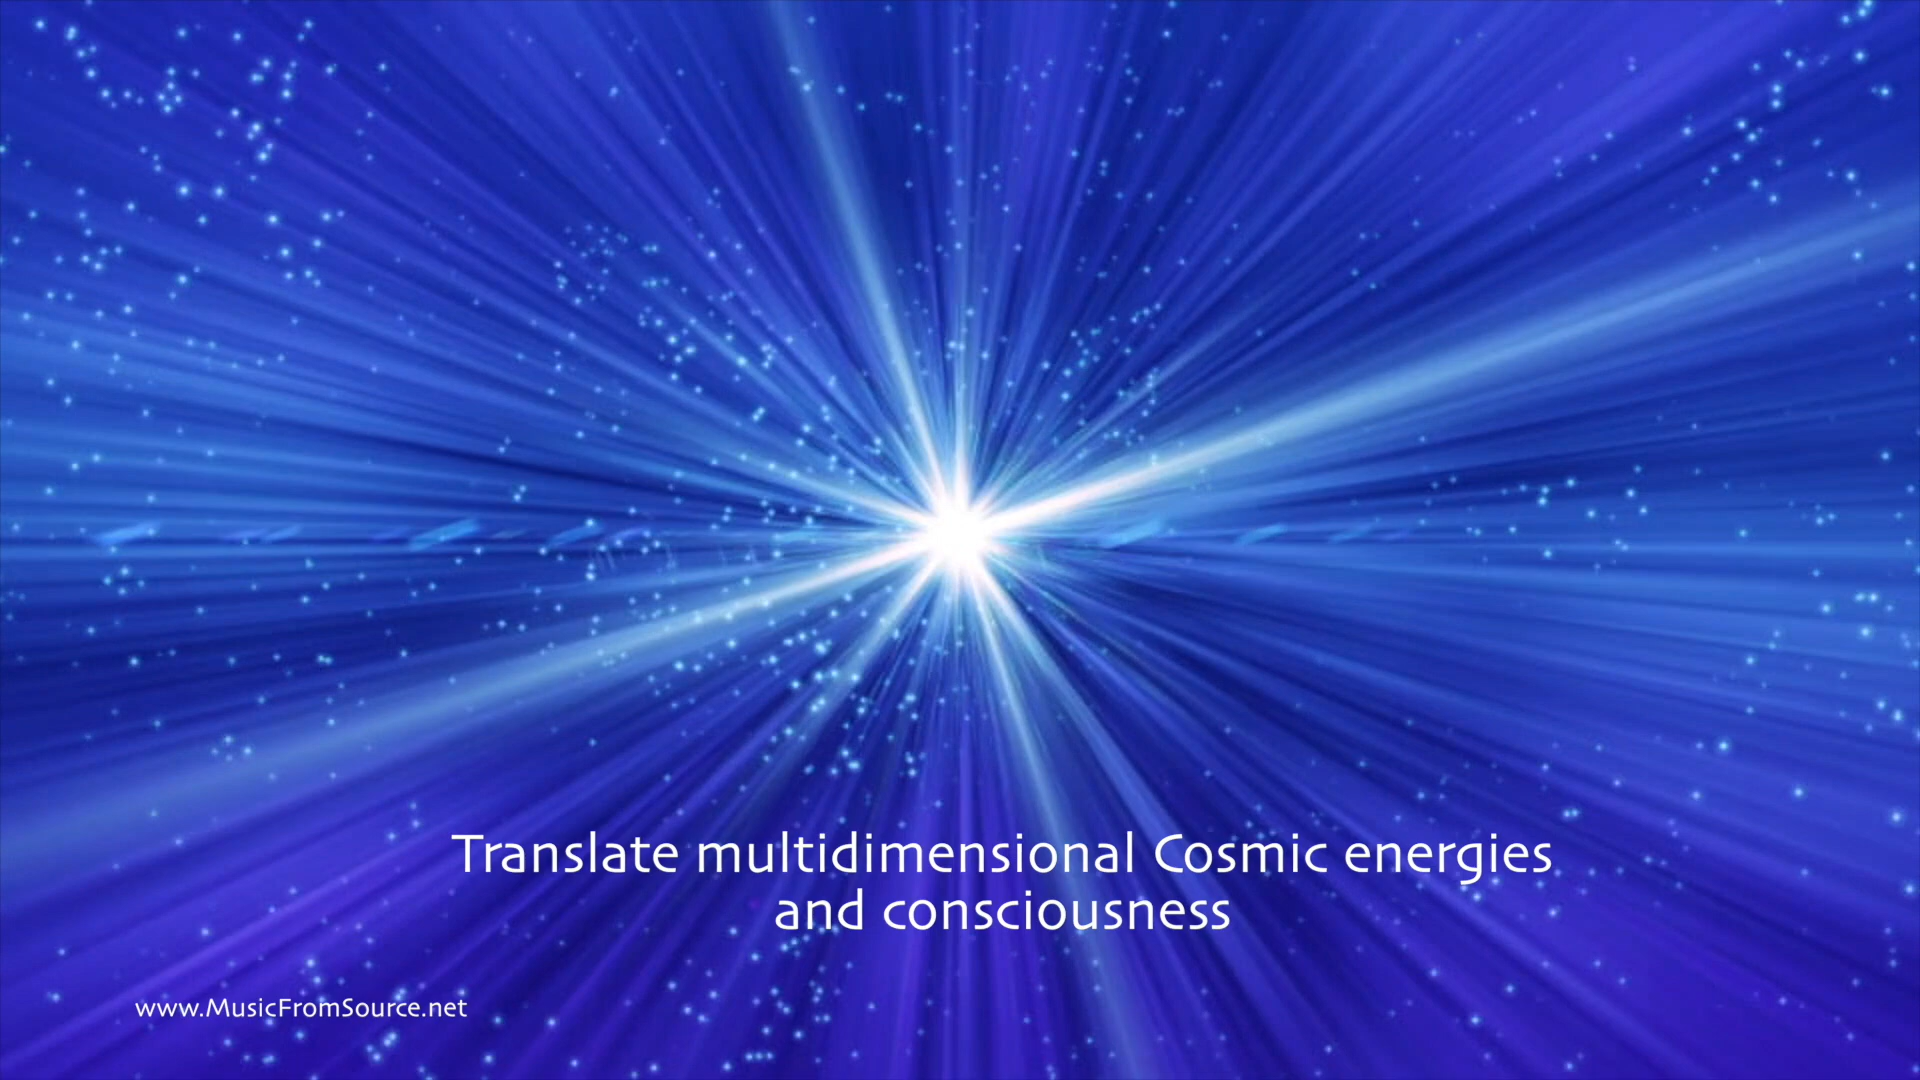 Translate multidimensional Cosmic energies
and consciousness
www.MusicFromSource.net